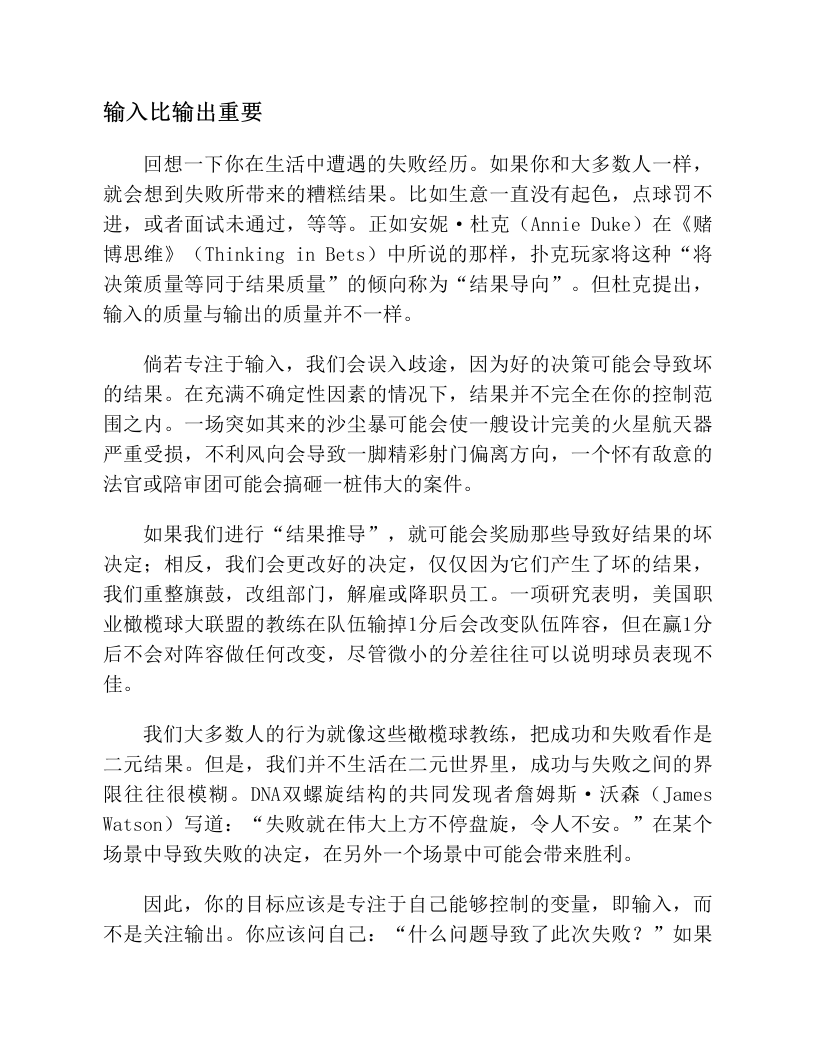 输入比输出重要
回想一下你在生活中遭遇的失败经历。如果你和大多数人一样，
就会想到失败所带来的糟糕结果。比如生意一直没有起色，点球罚不
进，或者面试未通过，等等。正如安妮·杜克（Annie Duke）在《赌
博思维》（Thinking in Bets）中所说的那样，扑克玩家将这种“将
决策质量等同于结果质量”的倾向称为“结果导向”。但杜克提出，
输入的质量与输出的质量并不一样。
倘若专注于输入，我们会误入歧途，因为好的决策可能会导致坏
的结果。在充满不确定性因素的情况下，结果并不完全在你的控制范
围之内。一场突如其来的沙尘暴可能会使一艘设计完美的火星航天器
严重受损，不利风向会导致一脚精彩射门偏离方向，一个怀有敌意的
法官或陪审团可能会搞砸一桩伟大的案件。
如果我们进行“结果推导”，就可能会奖励那些导致好结果的坏
决定；相反，我们会更改好的决定，仅仅因为它们产生了坏的结果，
我们重整旗鼓，改组部门，解雇或降职员工。一项研究表明，美国职
业橄榄球大联盟的教练在队伍输掉1分后会改变队伍阵容，但在赢1分
后不会对阵容做任何改变，尽管微小的分差往往可以说明球员表现不
佳。
我们大多数人的行为就像这些橄榄球教练，把成功和失败看作是
二元结果。但是，我们并不生活在二元世界里，成功与失败之间的界
限往往很模糊。DNA双螺旋结构的共同发现者詹姆斯·沃森（James
Watson）写道：“失败就在伟大上方不停盘旋，令人不安。”在某个
场景中导致失败的决定，在另外一个场景中可能会带来胜利。
因此，你的目标应该是专注于自己能够控制的变量，即输入，而
不是关注输出。你应该问自己：“什么问题导致了此次失败？”如果